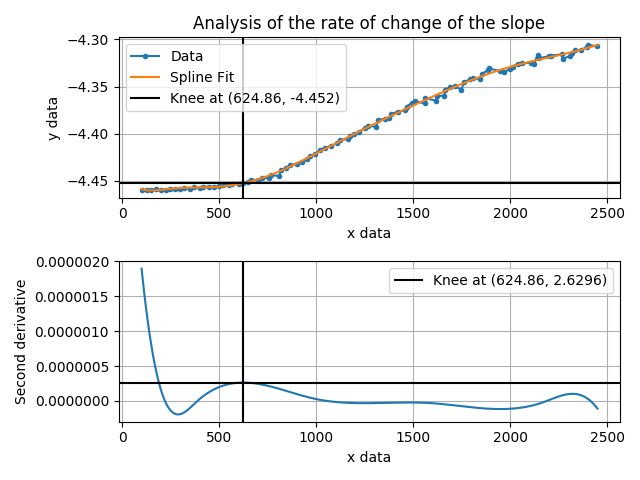 Analysis of the rate of change of the slope
−4.30
−4.35
−4.40
−4.45
y data
Data
Spline Fit
Knee at (624.86, -4.452)
0 500 1000 1500 2000 2500
x data
0.0000020
0.0000015
0.0000010
0.0000005
0.0000000
Second derivative
Knee at (624.86, 2.6296)
0 500 1000 1500 2000 2500
x data